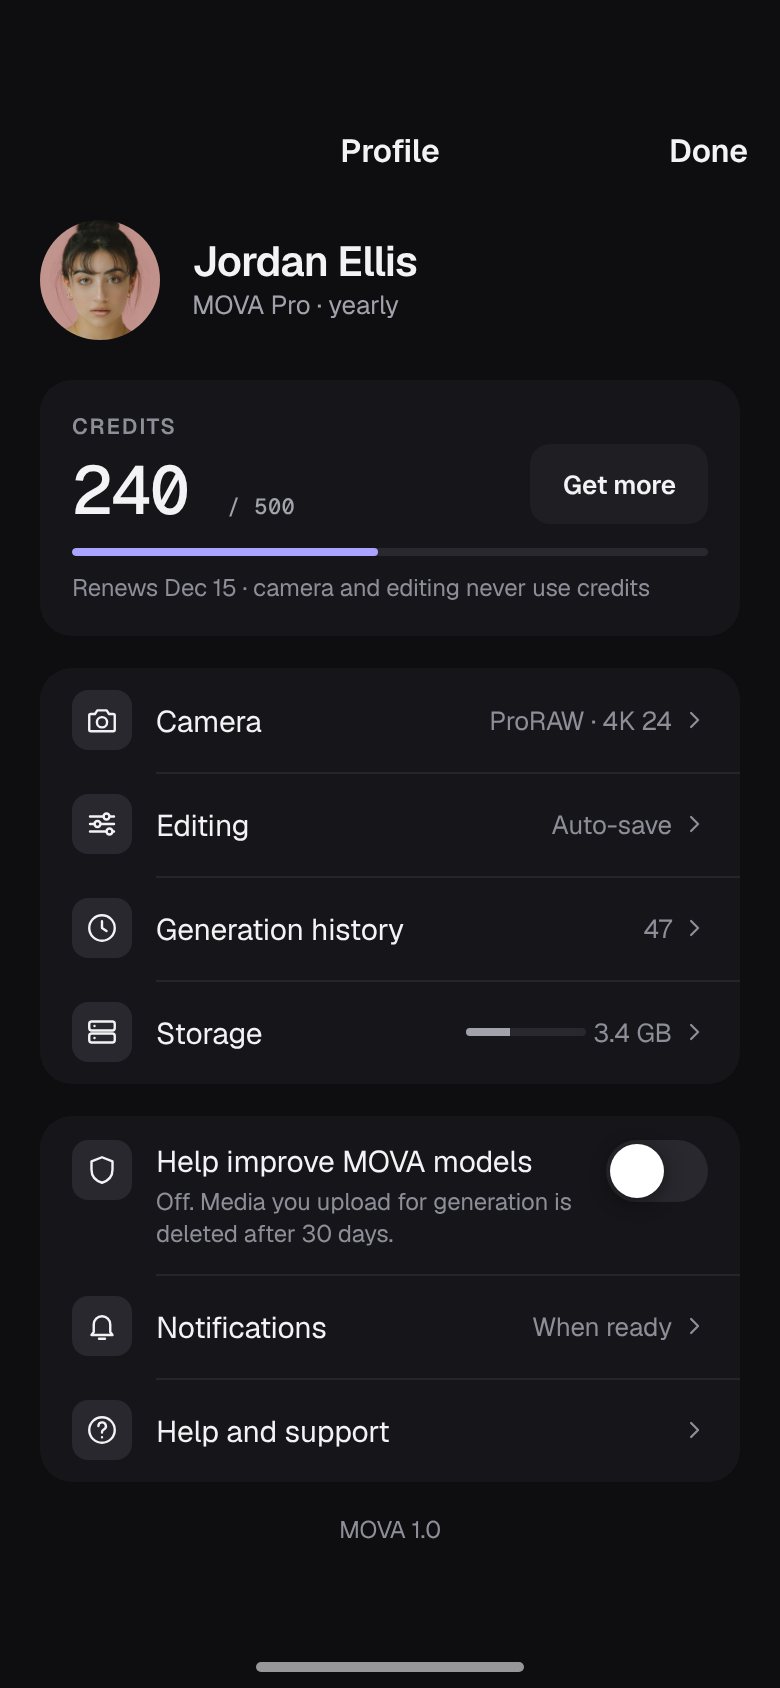 Profile
Done
Jordan Ellis
MOVA Pro · yearly
CREDITS
240 / 500
Get more
Renews Dec 15 · camera and editing never use credits
Camera
ProRAW · 4K 24
Editing
Auto-save
Generation history
47
Storage
3.4 GB
Help improve MOVA models
Off. Media you upload for generation is
deleted after 30 days.
Notifications
When ready
Help and support
MOVA 1.0